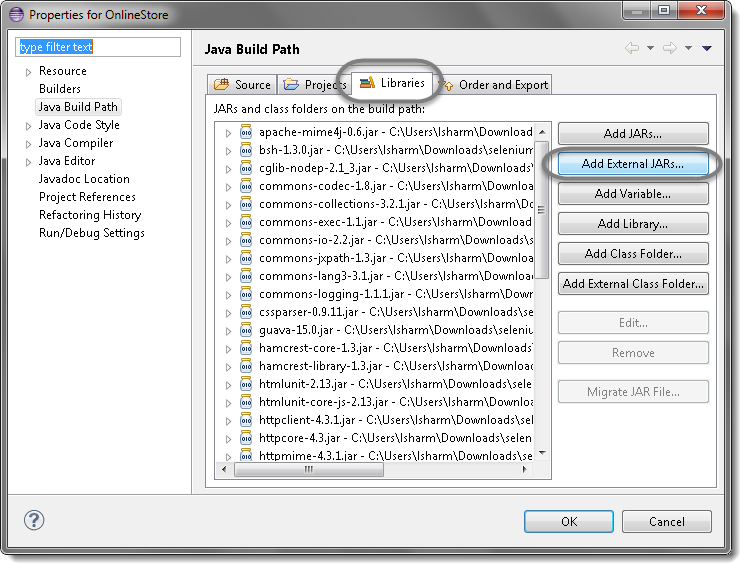 Properties for OnlineStore
type filter text
Resource
Builders
Java Build Path
Java Code Style
Java Compiler
Java Editor
Javadoc Location
Project References
Refactoring History
Run/Debug Settings
Java Build Path
Source
Projects
Libraries
Order and Export
JARs and class folders on the build path:
apache-mime4j-0.6.jar - C:\Users\lsharm\Downloads
bsh-1.3.0.jar - C:\Users\lsharm\Downloads\selenium
cglib-nodep-2.1_3.jar - C:\Users\lsharm\Downloads
commons-codec-1.8.jar - C:\Users\lsharm\Download
commons-collections-3.2.1.jar - C:\Users\lsharm\Do
commons-exec-1.1.jar - C:\Users\lsharm\Download
commons-io-2.2.jar - C:\Users\lsharm\Downloads\s
commons-jxpath-1.3.jar - C:\Users\lsharm\Downloa
commons-lang3-3.1.jar - C:\Users\lsharm\Downloa
commons-logging-1.1.1.jar - C:\Users\lsharm\Dow
cssparser-0.9.11.jar - C:\Users\lsharm\Downloads\
guava-15.0.jar - C:\Users\lsharm\Downloads\seleni
hamcrest-core-1.3.jar - C:\Users\lsharm\Download
hamcrest-library-1.3.jar - C:\Users\lsharm\Downlo
htmlunit-2.13.jar - C:\Users\lsharm\Downloads\sele
htmlunit-core-js-2.13.jar - C:\Users\lsharm\Downlo
httpclient-4.3.1.jar - C:\Users\lsharm\Downloads\sel
httpcore-4.3.jar - C:\Users\lsharm\Downloads\selen
httpmime-4.3.1.jar - C:\Users\lsharm\Downloads\se
Add JARs...
Add External JARs...
Add Variable...
Add Library...
Add Class Folder...
Add External Class Folder...
Edit...
Remove
Migrate JAR File...
OK
Cancel